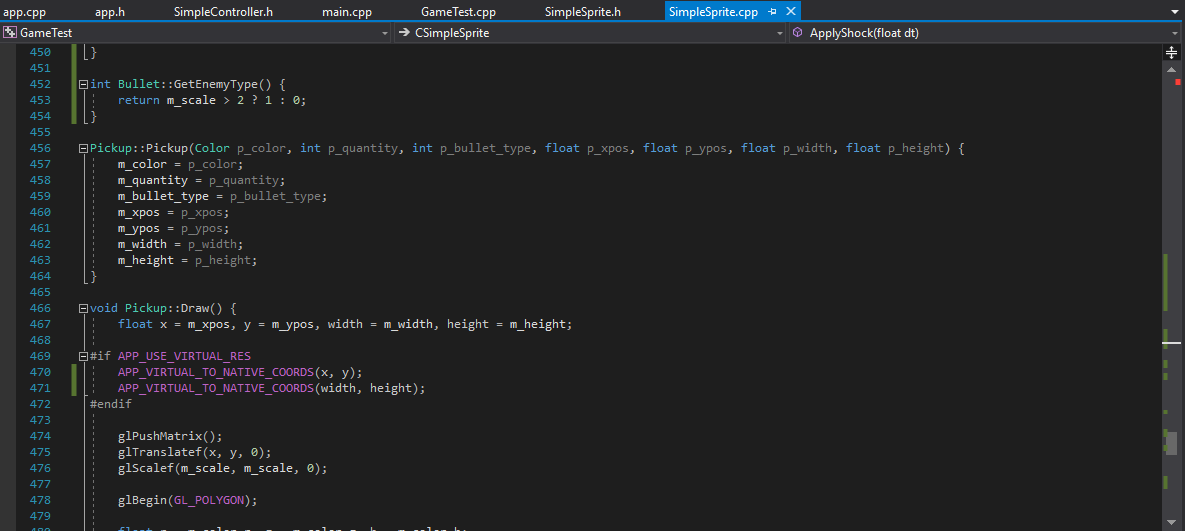 app.cpp app.h SimpleController.h main.cpp GameTest.cpp SimpleSprite.h SimpleSprite.cpp
GameTest CSimpleSprite ApplyShock(float dt)
450 }
451
452 int Bullet::GetEnemyType() {
453 return m_scale > 2 ? 1 : 0;
454 }
455
456 Pickup::Pickup(Color p_color, int p_quantity, int p_bullet_type, float p_xpos, float p_ypos, float p_width, float p_height) {
457 m_color = p_color;
458 m_quantity = p_quantity;
459 m_bullet_type = p_bullet_type;
460 m_xpos = p_xpos;
461 m_ypos = p_ypos;
462 m_width = p_width;
463 m_height = p_height;
464 }
465
466 void Pickup::Draw() {
467 float x = m_xpos, y = m_ypos, width = m_width, height = m_height;
468
469 #if APP_USE_VIRTUAL_RES
470 APP_VIRTUAL_TO_NATIVE_COORDS(x, y);
471 APP_VIRTUAL_TO_NATIVE_COORDS(width, height);
472 #endif
473
474 glPushMatrix();
475 glTranslatef(x, y, 0);
476 glScalef(m_scale, m_scale, 0);
477
478 glBegin(GL_POLYGON);
479